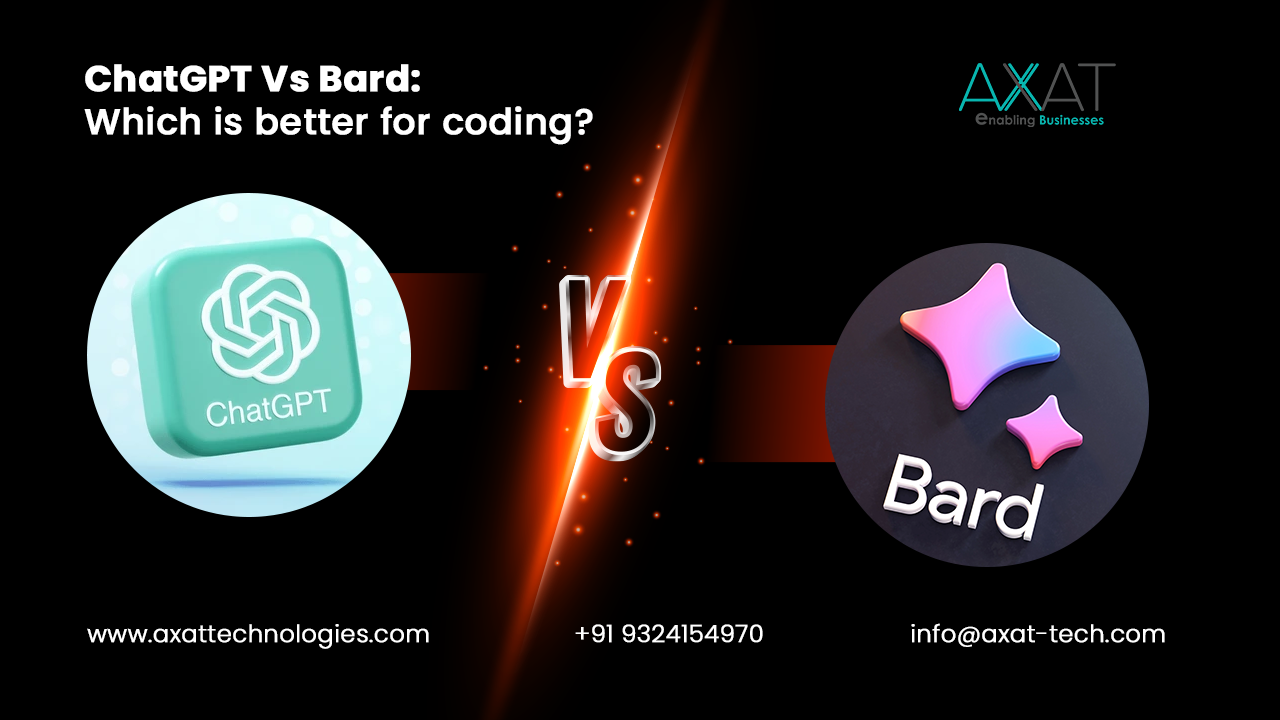 ChatGPT Vs Bard:
Which is better for coding?
AXAT
enabling Businesses
ChatGPT
VS
Bard
www.axattechnologies.com
+91 9324154970
info@axat-tech.com